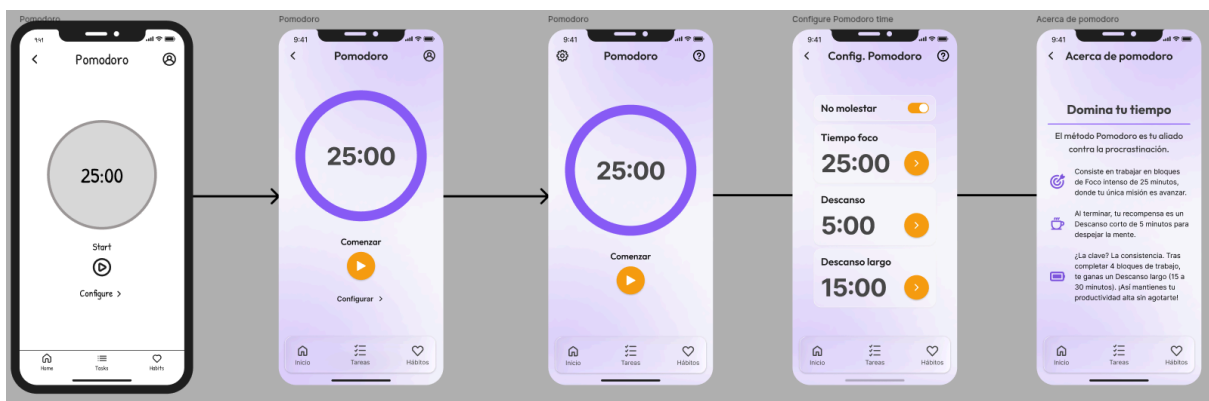 Pomodoro
9:41
Pomodoro
25:00
Start
Configure >
Home
Tasks
Habits
Pomodoro
9:41
Pomodoro
25:00
Comenzar
Configurar >
Inicio
Tareas
Hábitos
Pomodoro
9:41
Pomodoro
25:00
Comenzar
Inicio
Tareas
Hábitos
Configure Pomodoro time
9:41
Config. Pomodoro
No molestar
Tiempo foco
25:00
Descanso
5:00
Descanso largo
15:00
Inicio
Tareas
Hábitos
Acerca de pomodoro
9:41
Acerca de pomodoro
Domina tu tiempo
El método Pomodoro es tu aliado
contra la procrastinación.
Consiste en trabajar en bloques
de Foco intenso de 25 minutos,
donde tu única misión es avanzar.
Al terminar, tu recompensa es un
Descanso corto de 5 minutos para
despejar la mente.
¿La clave? La consistencia. Tras
completar 4 bloques de trabajo,
te ganas un Descanso largo (15 a
30 minutos). ¡Así mantienes tu
productividad alta sin agotarte!
Inicio
Tareas
Hábitos